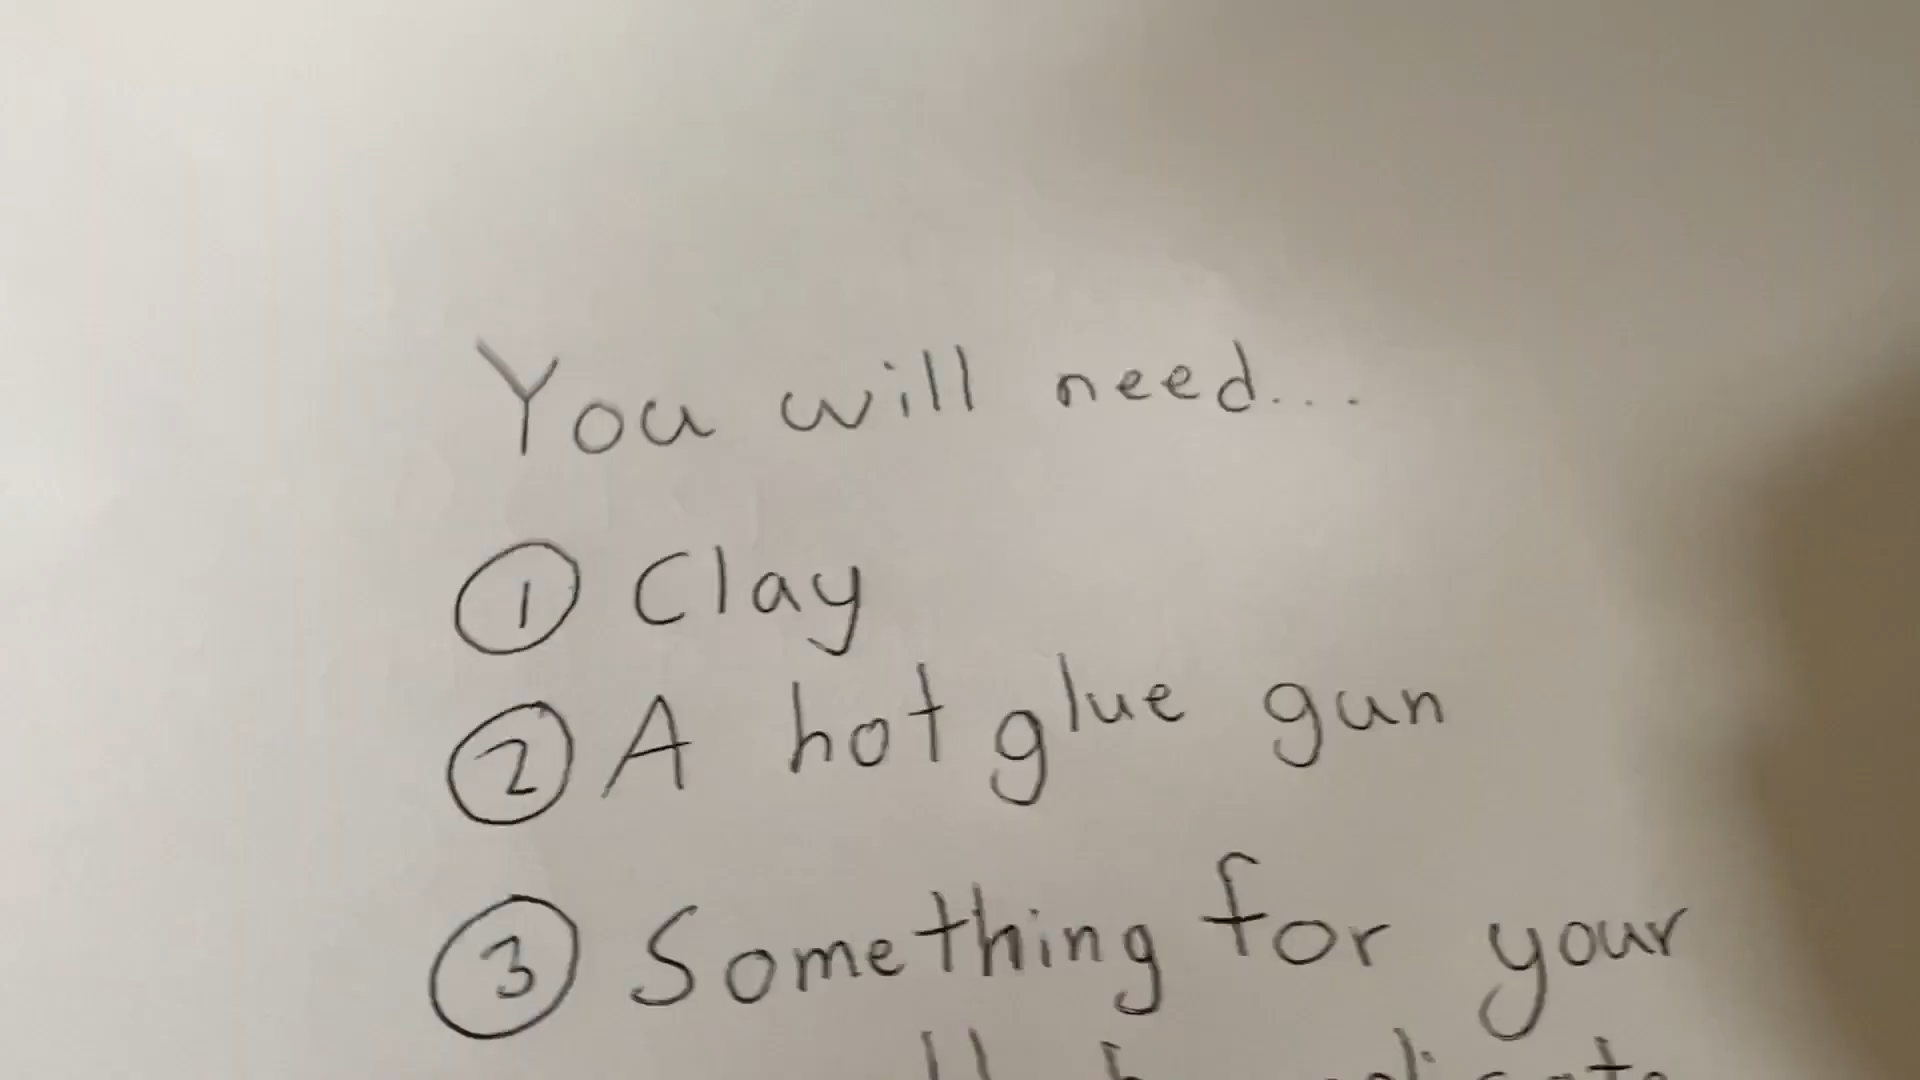 You will need...
① Clay
② A hot glue gun
③ Something for your